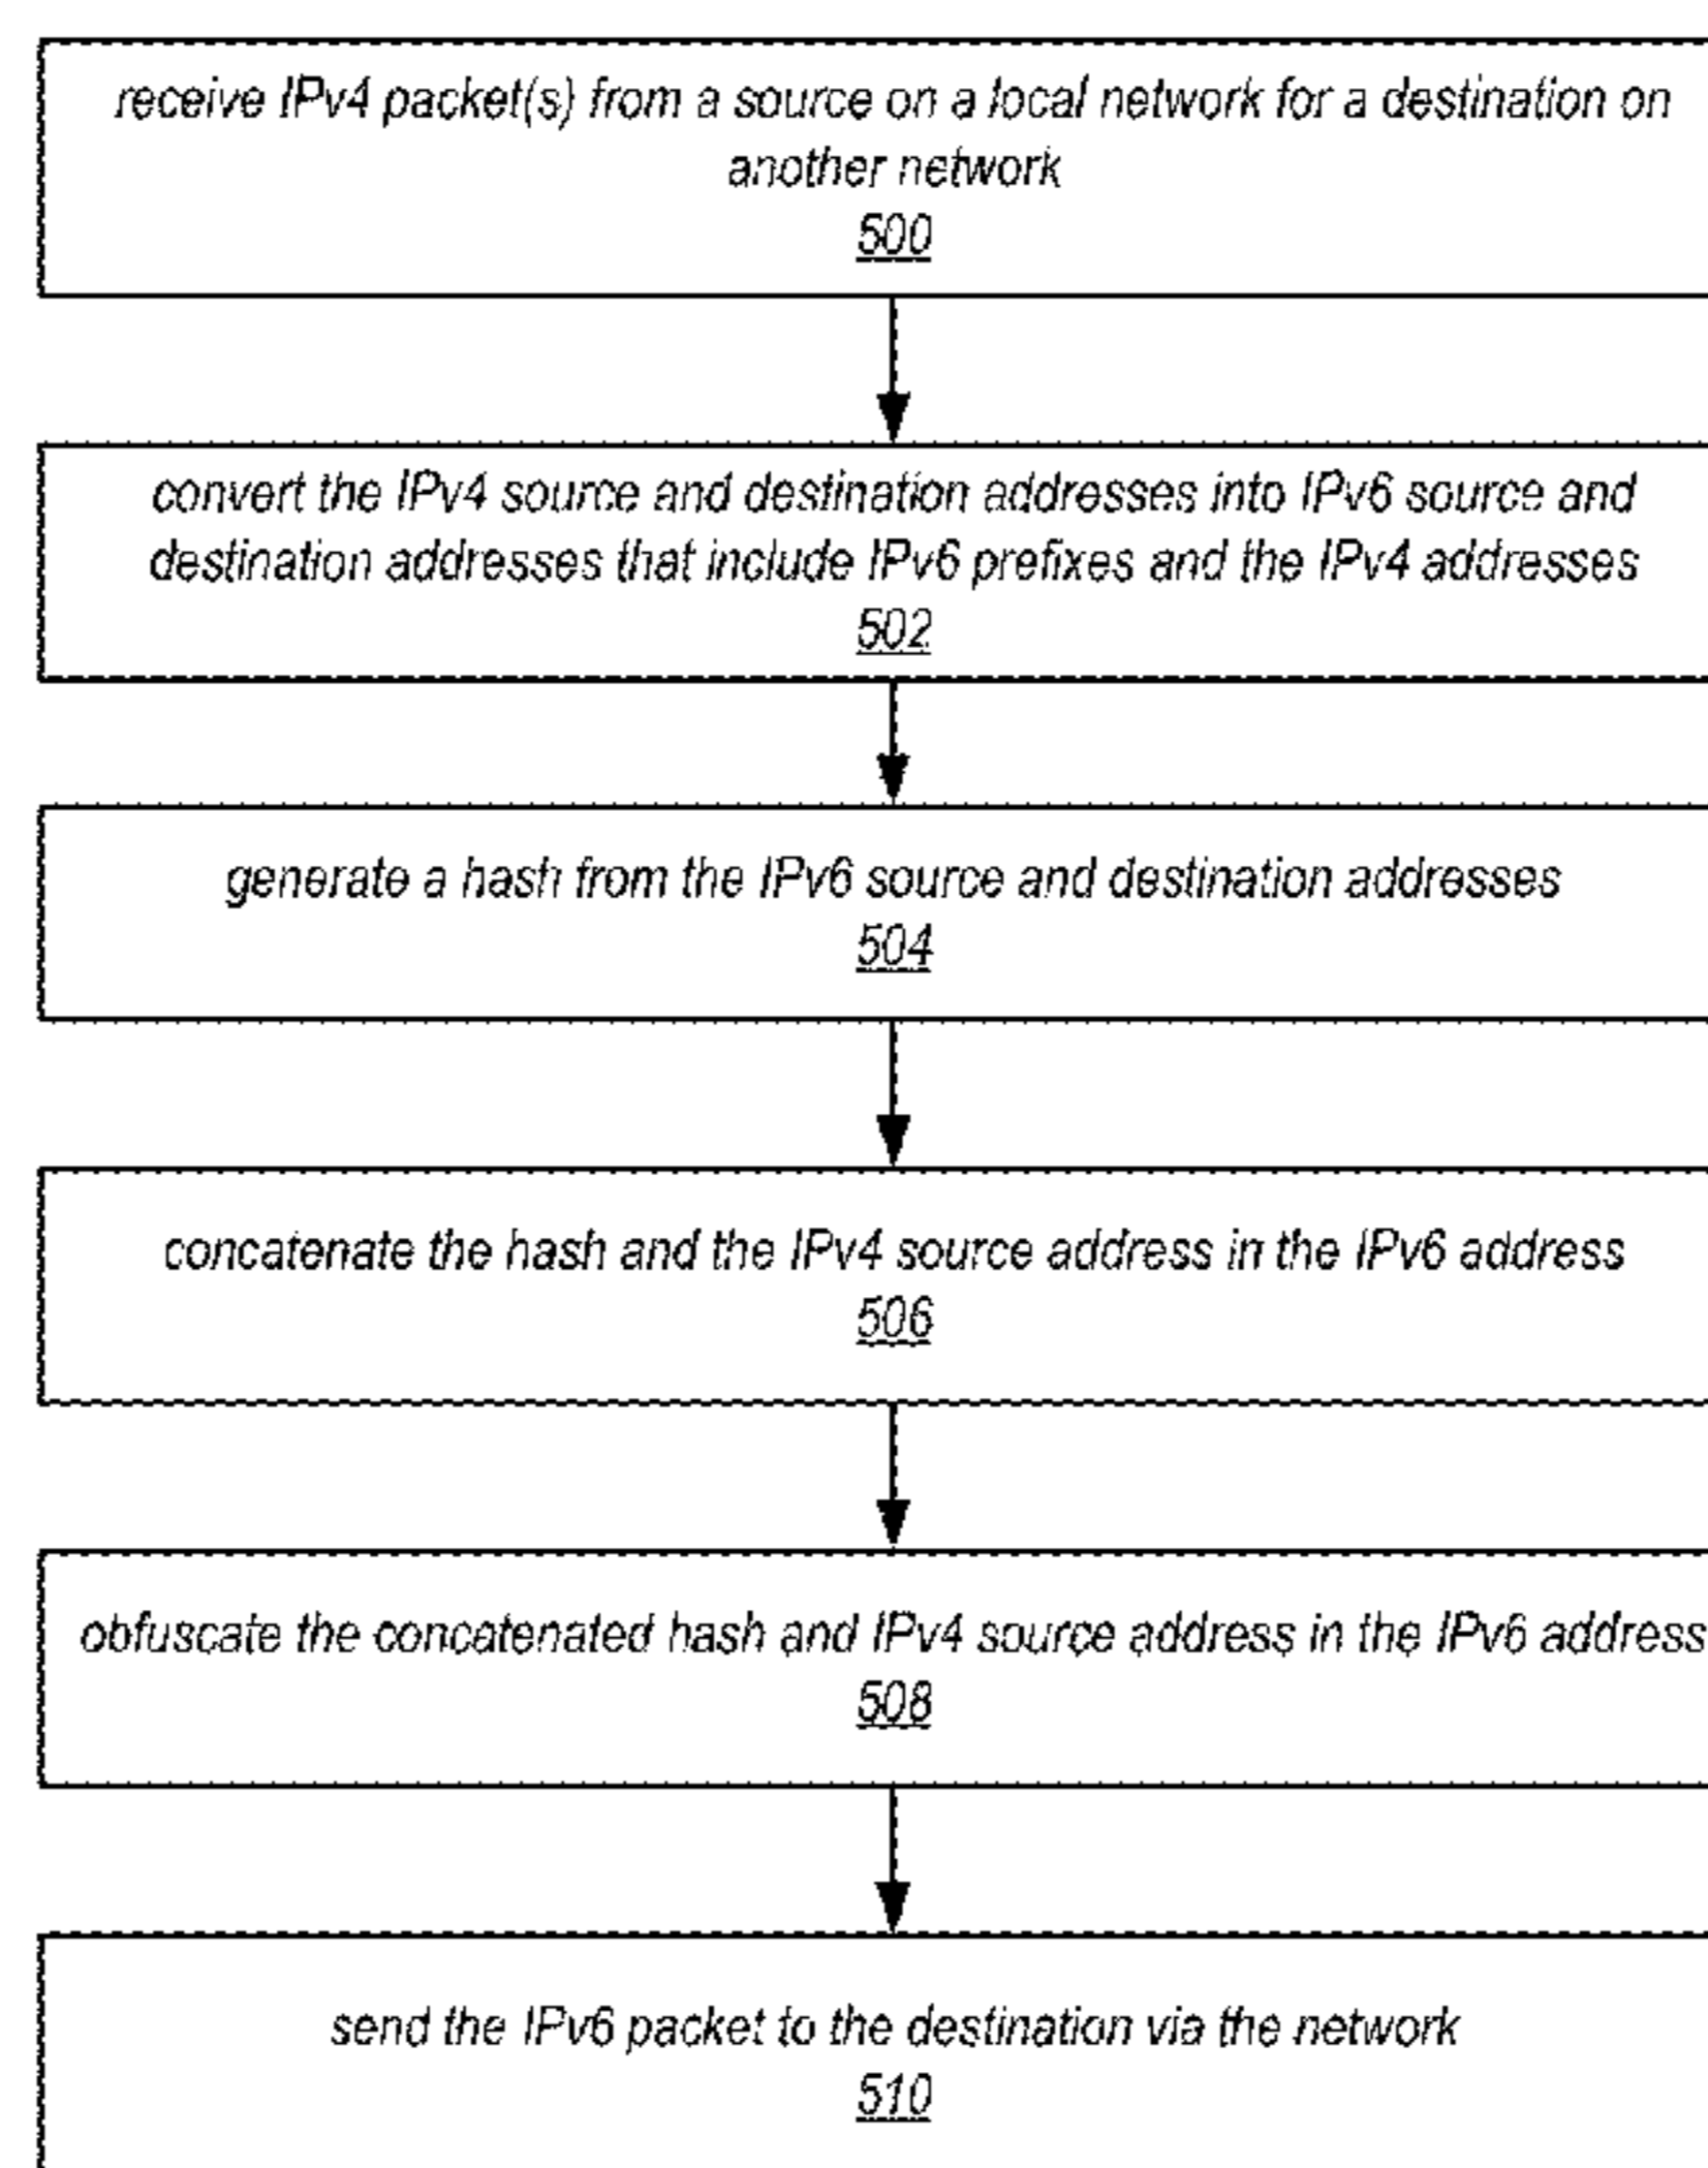 receive IPv4 packet(s) from a source on a local network for a destination on
another network
500
convert the IPv4 source and destination addresses into IPv6 source and
destination addresses that include IPv6 prefixes and the IPv4 addresses
502
generate a hash from the IPv6 source and destination addresses
504
concatenate the hash and the IPv4 source address in the IPv6 address
506
obfuscate the concatenated hash and IPv4 source address in the IPv6 address
508
send the IPv6 packet to the destination via the network
510